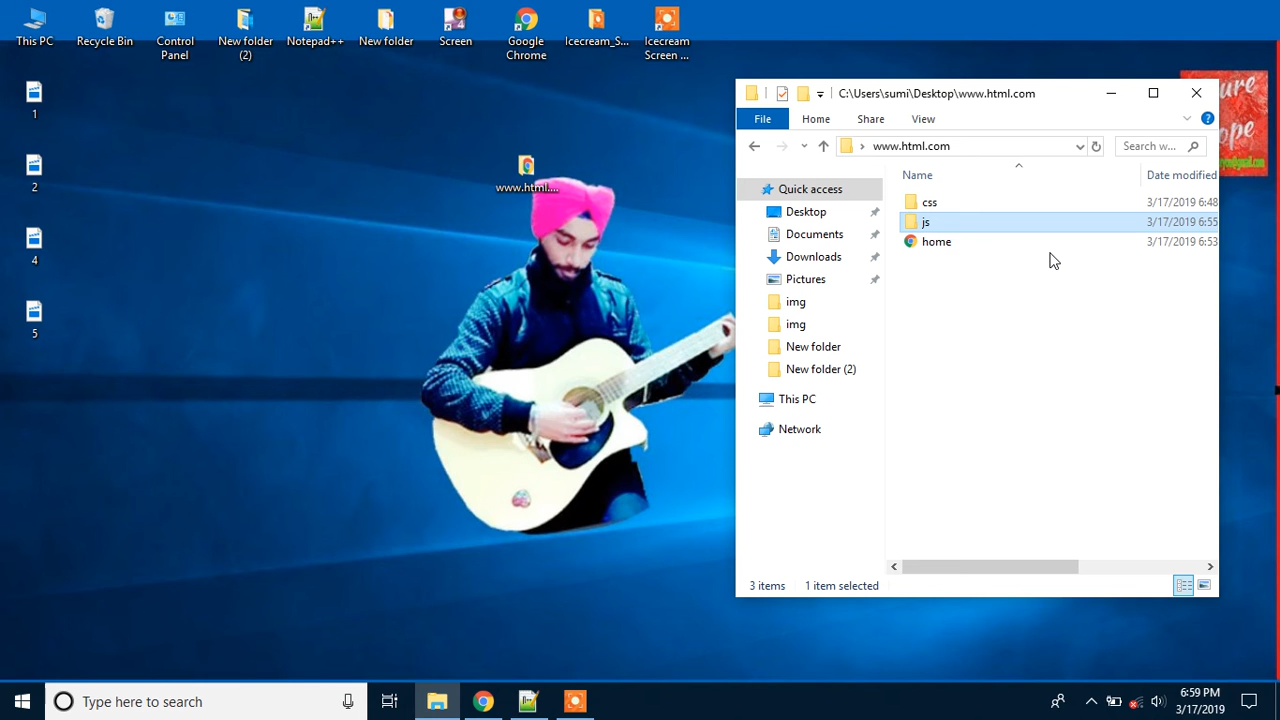 This PC
Recycle Bin
Control
Panel
New folder
(2)
Notepad++
New folder
Screen
Google
Chrome
Icecream_S...
Icecream
Screen ...
1
2
4
5
www.html....
C:\Users\sumi\Desktop\www.html.com
File
Home
Share
View
www.html.com
Search w...
Name
Date modified
Quick access
Desktop
Documents
Downloads
Pictures
img
img
New folder
New folder (2)
This PC
Network
css
3/17/2019 6:48
js
3/17/2019 6:55
home
3/17/2019 6:53
3 items
1 item selected
Type here to search
6:59 PM
3/17/2019